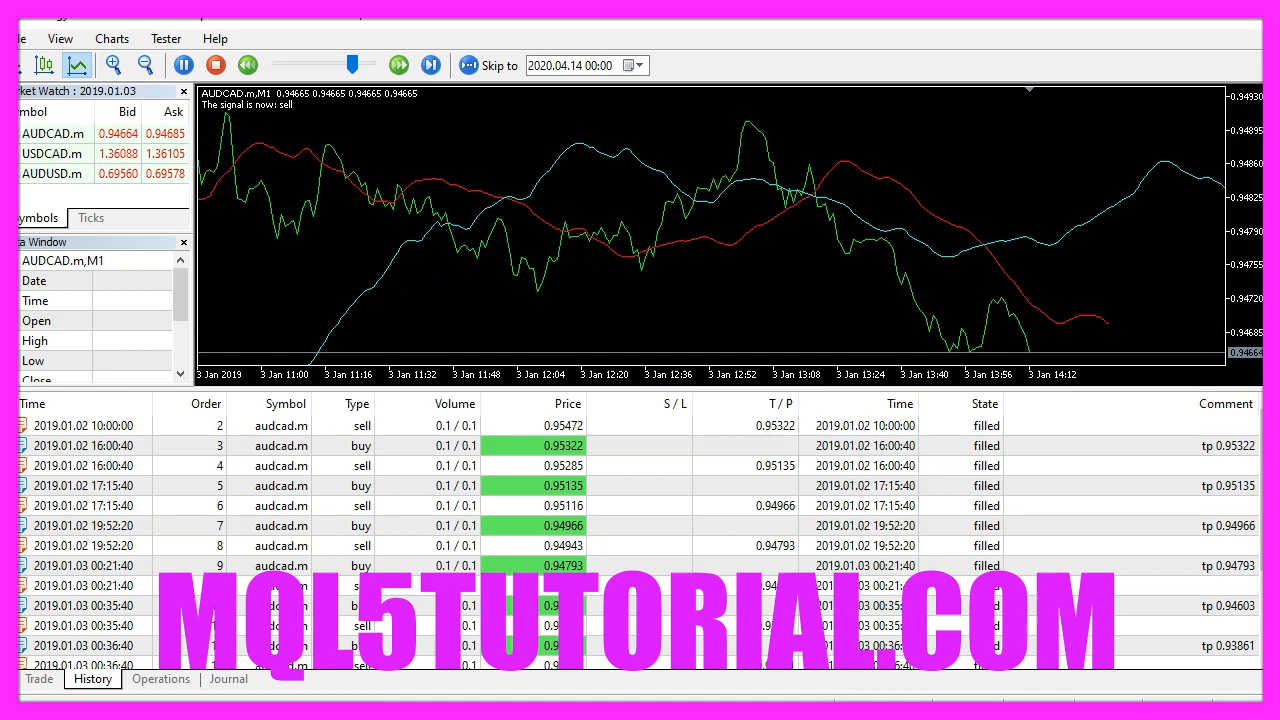 View Charts Tester Help
Skip to 2020.04.14 00:00
Market Watch : 2019.01.03
Symbol Bid Ask
AUDCAD.m 0.94664 0.94685
USDCAD.m 1.36088 1.36105
AUDUSD.m 0.69560 0.69578
Symbols Ticks
Data Window
AUDCAD.m,M1
Date
Time
Open
High
Low
Close
AUDCAD.m,M1 0.94665 0.94665 0.94665 0.94665
The signal is now: sell
0.94930
0.94895
0.94860
0.94825
0.94790
0.94755
0.94720
0.94685
0.94664
3 Jan 2019 3 Jan 11:00 3 Jan 11:16 3 Jan 11:32 3 Jan 11:48 3 Jan 12:04 3 Jan 12:20 3 Jan 12:36 3 Jan 12:52 3 Jan 13:08 3 Jan 13:24 3 Jan 13:40 3 Jan 13:56 3 Jan 14:12
Time Order Symbol Type Volume Price S / L T / P Time State Comment
2019.01.02 10:00:00 2 audcad.m sell 0.1 / 0.1 0.95472 0.95322 2019.01.02 10:00:00 filled
2019.01.02 16:00:40 3 audcad.m buy 0.1 / 0.1 0.95322 2019.01.02 16:00:40 filled tp 0.95322
2019.01.02 16:00:40 4 audcad.m sell 0.1 / 0.1 0.95285 0.95135 2019.01.02 16:00:40 filled
2019.01.02 17:15:40 5 audcad.m buy 0.1 / 0.1 0.95135 2019.01.02 17:15:40 filled tp 0.95135
2019.01.02 17:15:40 6 audcad.m sell 0.1 / 0.1 0.95116 0.94966 2019.01.02 17:15:40 filled
2019.01.02 19:52:20 7 audcad.m buy 0.1 / 0.1 0.94966 2019.01.02 19:52:20 filled tp 0.94966
2019.01.02 19:52:20 8 audcad.m sell 0.1 / 0.1 0.94943 0.94793 2019.01.02 19:52:20 filled
2019.01.03 00:21:40 9 audcad.m buy 0.1 / 0.1 0.94793 2019.01.03 00:21:40 filled tp 0.94793
2019.01.03 00:21:40
2019.01.03 00:35:40 tp 0.94603
2019.01.03 00:35:40
2019.01.03 00:36:40 tp 0.93561
2019.01.03 00:36:40
MQL5TUTORIAL.COM
Trade History Operations Journal